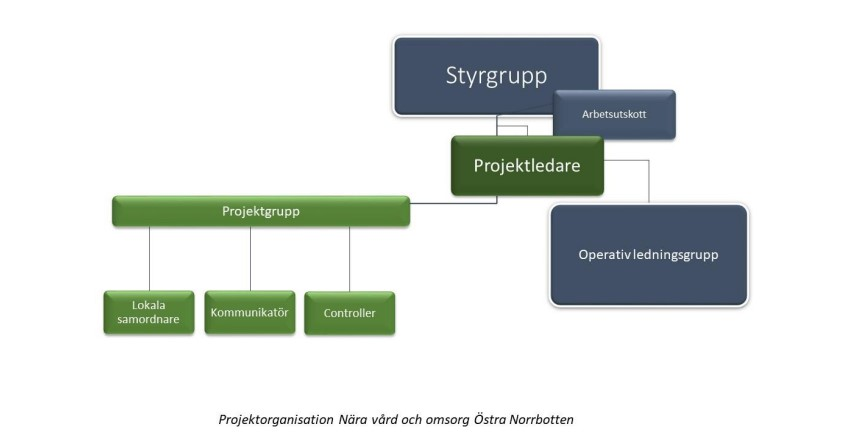 Styrgrupp
Arbetsutskott
Projektledare
Projektgrupp
Operativ ledningsgrupp
Lokala
samordnare
Kommunikatör
Controller
Projektorganisation Nära vård och omsorg Östra Norrbotten